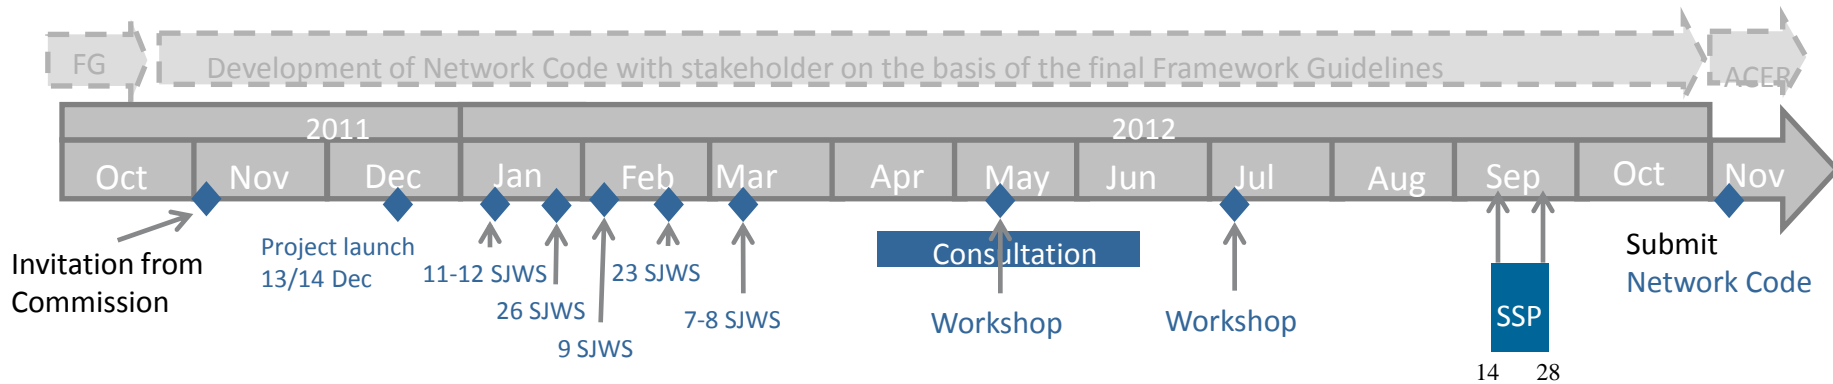 FG
Development of Network Code with stakeholder on the basis of the final Framework Guidelines
ACER
2011
2012
Oct
Nov
Dec
Jan
Feb
Mar
Apr
May
Jun
Jul
Aug
Sep
Oct
Nov
Invitation from
Commission
Project launch
13/14 Dec
11-12 SJWS
26 SJWS
9 SJWS
23 SJWS
7-8 SJWS
Consultation
Workshop
Workshop
SSP
14
28
Submit
Network Code